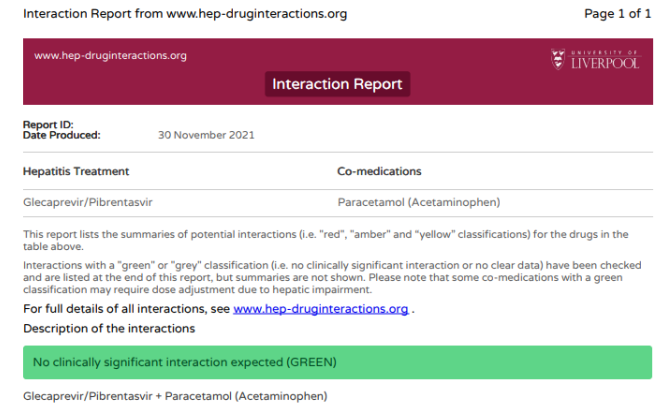 Interaction Report from www.hep-druginteractions.org Page 1 of 1
www.hep-druginteractions.org
UNIVERSITY OF
LIVERPOOL
Interaction Report
Report ID:
Date Produced: 30 November 2021
Hepatitis Treatment Co-medications
Glecaprevir/Pibrentasvir Paracetamol (Acetaminophen)
This report lists the summaries of potential interactions (i.e. "red", "amber" and "yellow" classifications) for the drugs in the
table above.
Interactions with a "green" or "grey" classification (i.e. no clinically significant interaction or no clear data) have been checked
and are listed at the end of this report, but summaries are not shown. Please note that some co-medications with a green
classification may require dose adjustment due to hepatic impairment.
For full details of all interactions, see www.hep-druginteractions.org .
Description of the interactions
No clinically significant interaction expected (GREEN)
Glecaprevir/Pibrentasvir + Paracetamol (Acetaminophen)